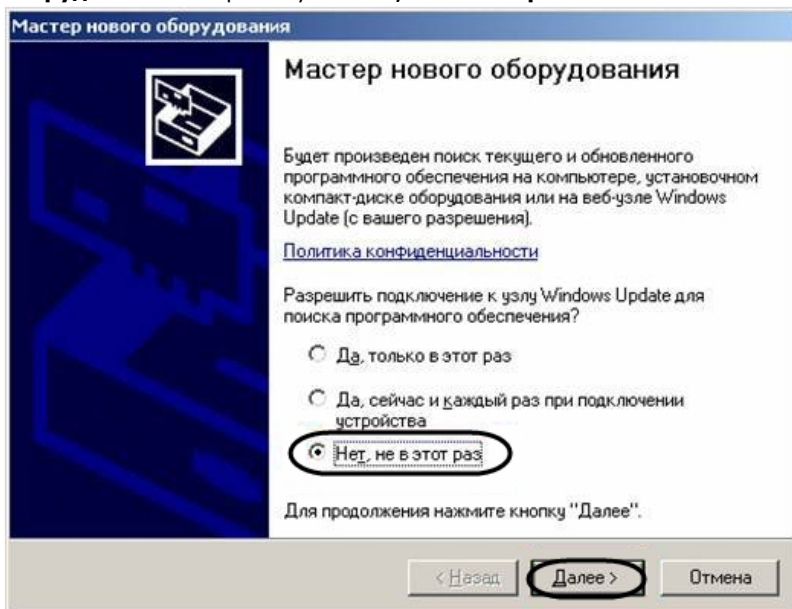 Мастер нового оборудования
Мастер нового оборудования
Будет произведен поиск текущего и обновленного
программного обеспечения на компьютере, установочном
компакт-диске оборудования или на веб-узле Windows
Update (с вашего разрешения).
Политика конфиденциальности
Разрешить подключение к узлу Windows Update для
поиска программного обеспечения?
Да, только в этот раз
Да, сейчас и каждый раз при подключении
устройства
Нет, не в этот раз
Для продолжения нажмите кнопку "Далее".
< Назад Далее > Отмена